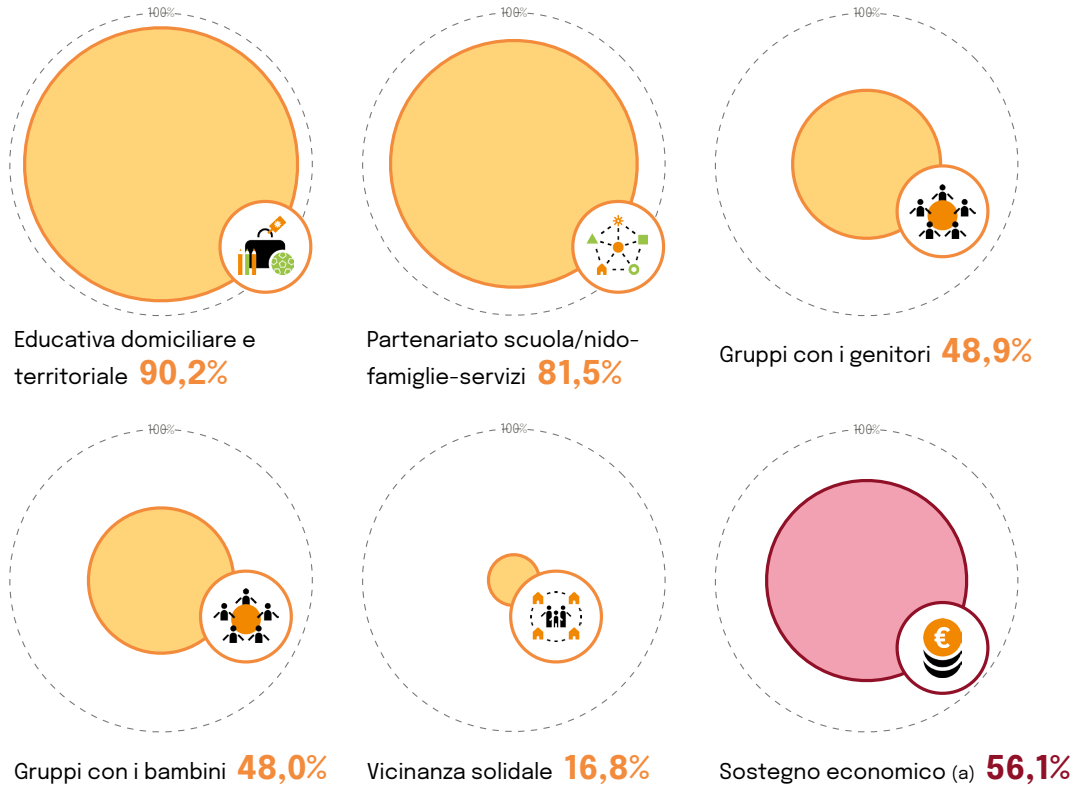 100%
100%
100%
Educativa domiciliare e
territoriale 90,2%
Partenariato scuola/nido-
famiglie-servizi 81,5%
Gruppi con i genitori 48,9%
100%
100%
100%
€
Gruppi con i bambini 48,0%
Vicinanza solidale 16,8%
Sostegno economico (a) 56,1%